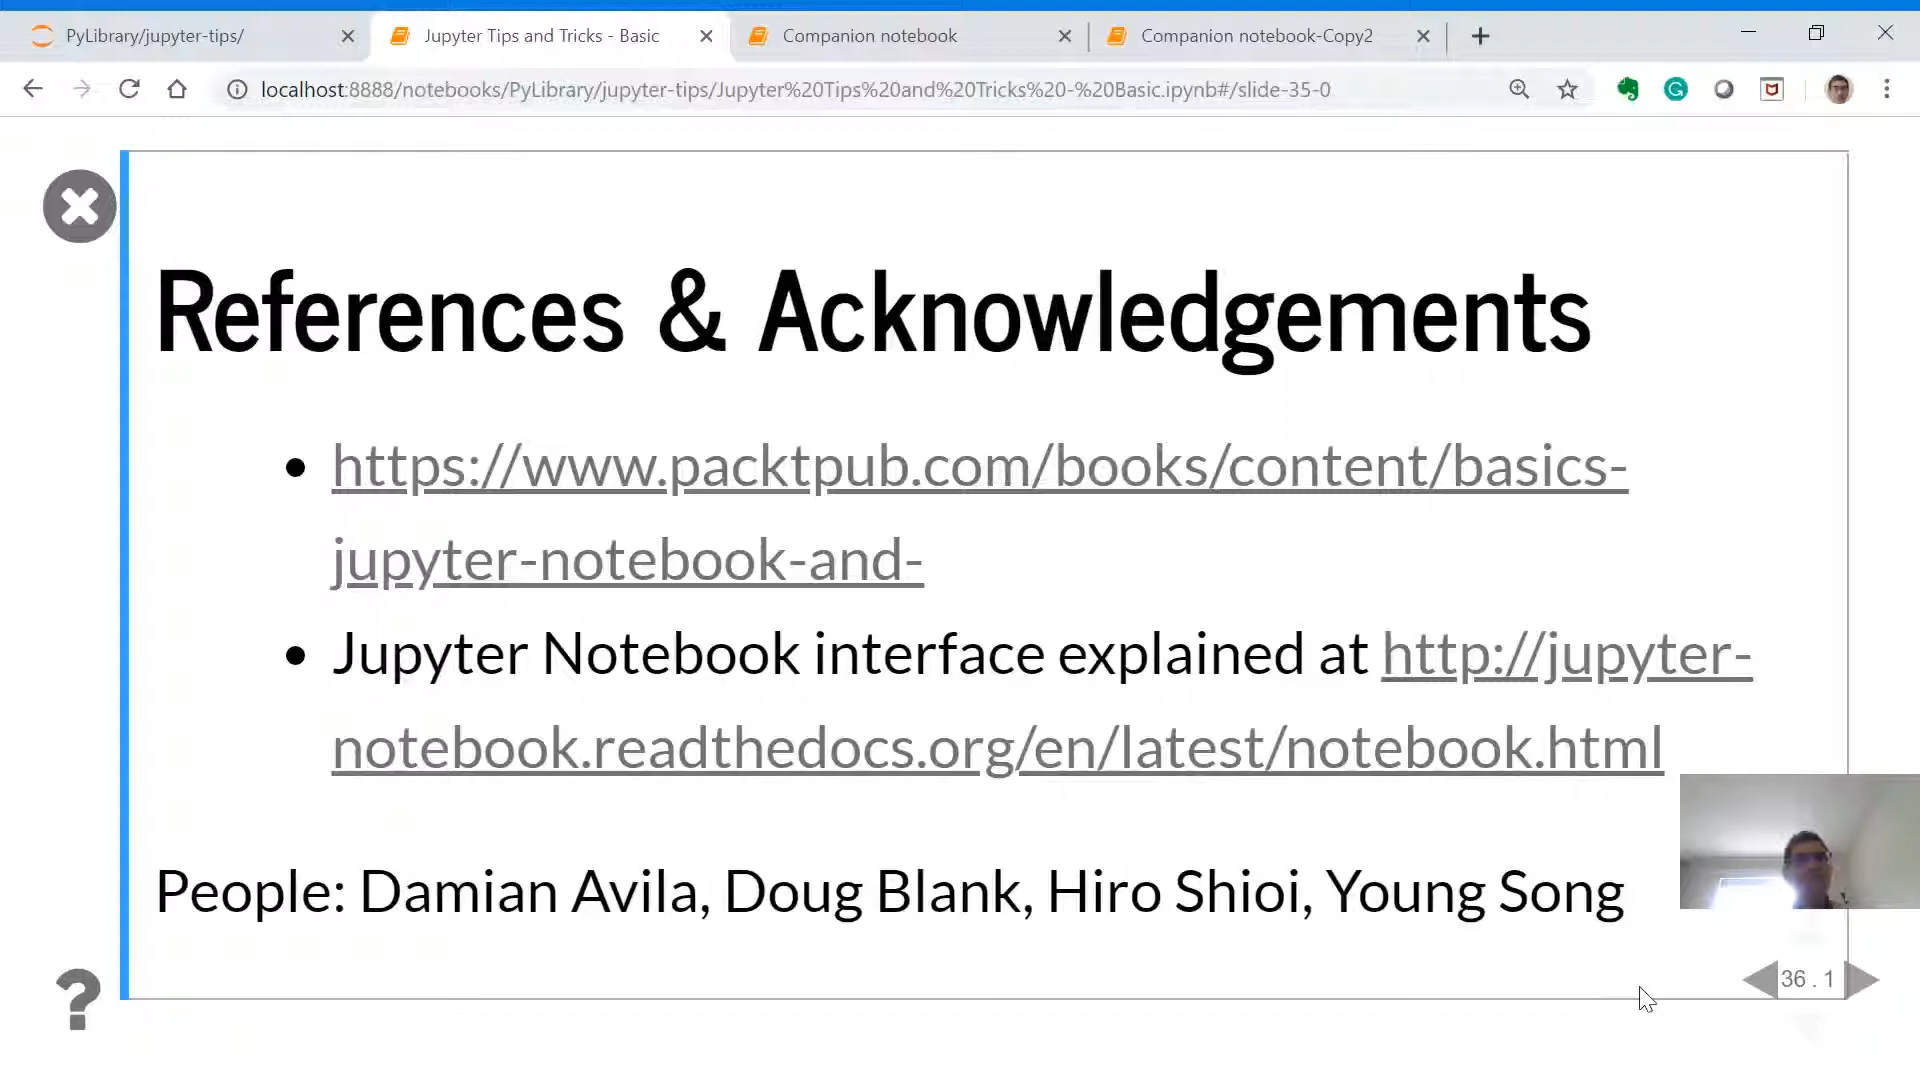 PyLibrary/jupyter-tips/
Jupyter Tips and Tricks - Basic
Companion notebook
Companion notebook-Copy2
localhost:8888/notebooks/PyLibrary/jupyter-tips/Jupyter%20Tips%20and%20Tricks%20-%20Basic.ipynb#/slide-35-0
References & Acknowledgements
• https://www.packtpub.com/books/content/basics-
jupyter-notebook-and-
• Jupyter Notebook interface explained at http://jupyter-
notebook.readthedocs.org/en/latest/notebook.html
People: Damian Avila, Doug Blank, Hiro Shioi, Young Song
?
36 . 1